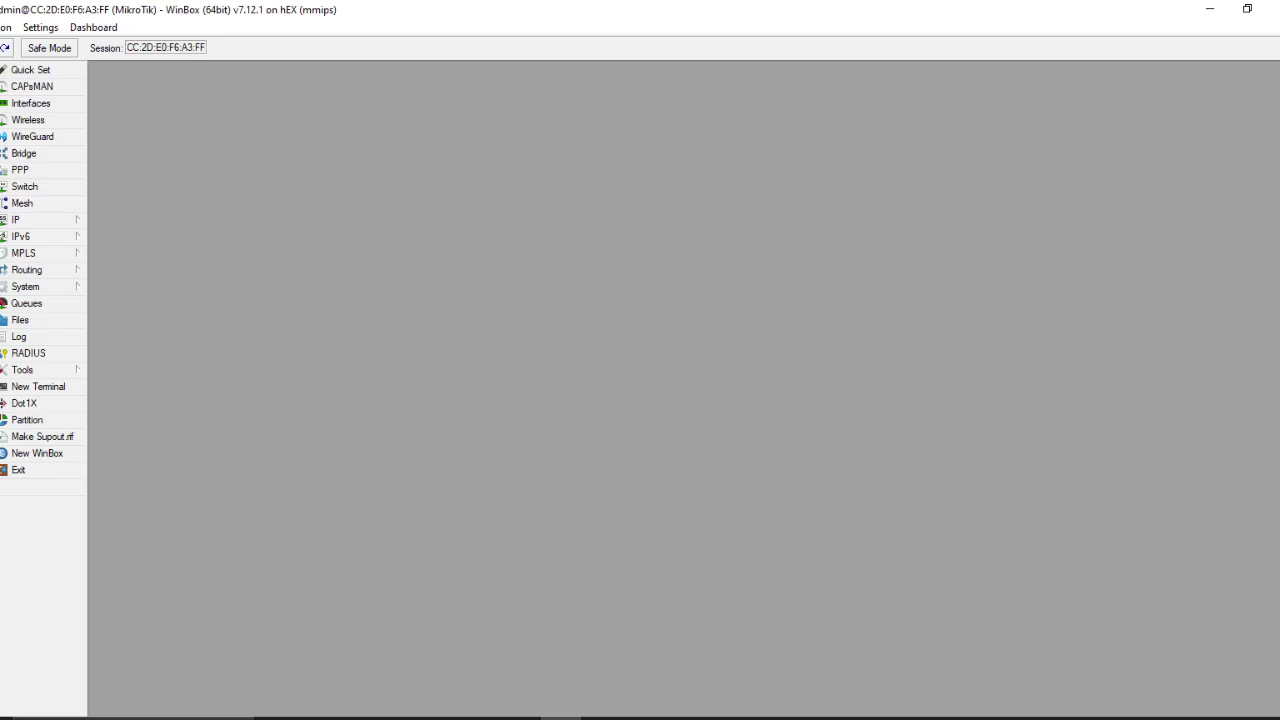 dmin@CC:2D:E0:F6:A3:FF (MikroTik) - WinBox (64bit) v7.12.1 on hEX (mmips)
on Settings Dashboard
Safe Mode Session: CC:2D:E0:F6:A3:FF
Quick Set
CAPsMAN
Interfaces
Wireless
WireGuard
Bridge
PPP
Switch
Mesh
IP
IPv6
MPLS
Routing
System
Queues
Files
Log
RADIUS
Tools
New Terminal
Dot1X
Partition
Make Supout.rif
New WinBox
Exit